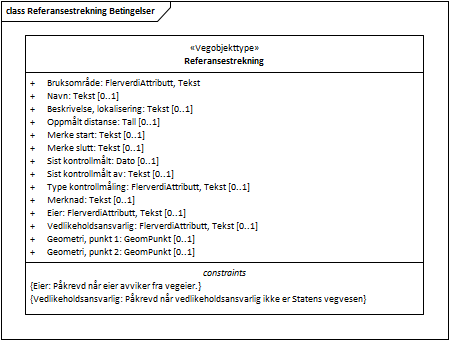 class Referansestrekning Betingelser
«Vegobjekttype»
Referansestrekning
+ Bruksområde: FlerverdiAttributt, Tekst
+ Navn: Tekst [0..1]
+ Beskrivelse, lokalisering: Tekst [0..1]
+ Oppmålt distanse: Tall [0..1]
+ Merke start: Tekst [0..1]
+ Merke slutt: Tekst [0..1]
+ Sist kontrollmålt: Dato [0..1]
+ Sist kontrollmålt av: Tekst [0..1]
+ Type kontrollmåling: FlerverdiAttributt, Tekst [0..1]
+ Merknad: Tekst [0..1]
+ Eier: FlerverdiAttributt, Tekst [0..1]
+ Vedlikeholdsansvarlig: FlerverdiAttributt, Tekst [0..1]
+ Geometri, punkt 1: GeomPunkt [0..1]
+ Geometri, punkt 2: GeomPunkt [0..1]
constraints
{Eier: Påkrevd når eier avviker fra vegeier.}
{Vedlikeholdsansvarlig: Påkrevd når vedlikeholdsansvarlig ikke er Statens vegvesen}